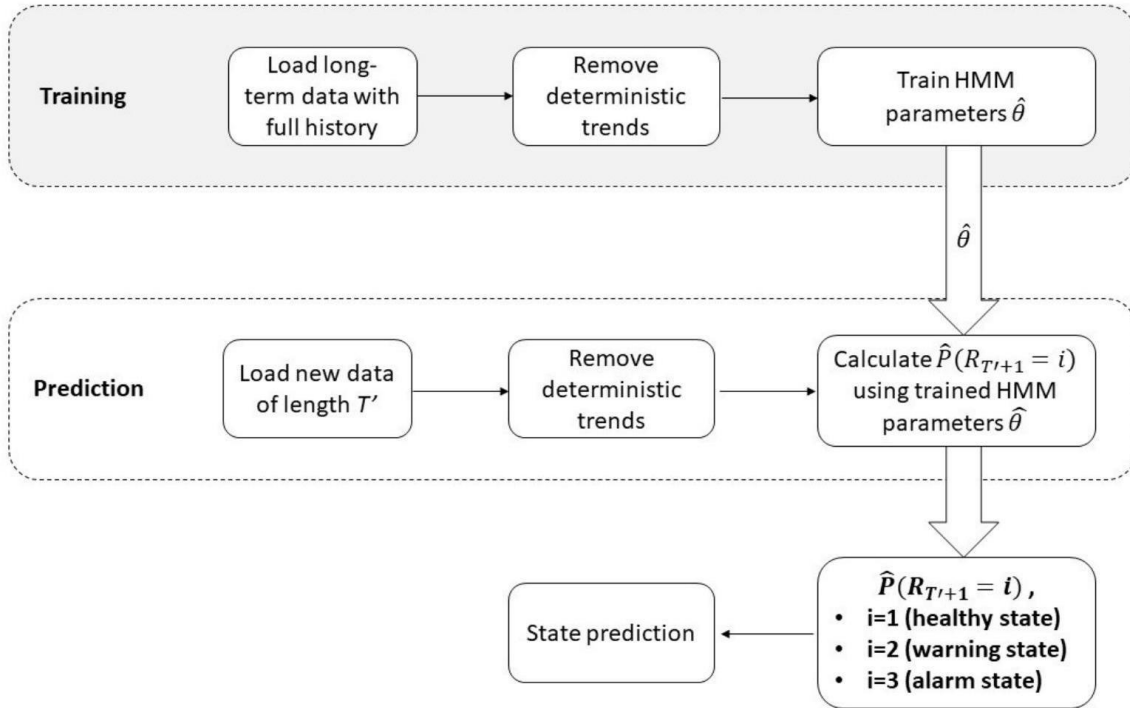 Training
Load long-
term data with
full history
Remove
deterministic
trends
Train HMM
parameters θ̂
θ̂
Prediction
Load new data
of length T′
Remove
deterministic
trends
Calculate P̂(R_{T′+1} = i)
using trained HMM
parameters θ̂
State prediction
P̂(R_{T′+1} = i) ,
• i=1 (healthy state)
• i=2 (warning state)
• i=3 (alarm state)